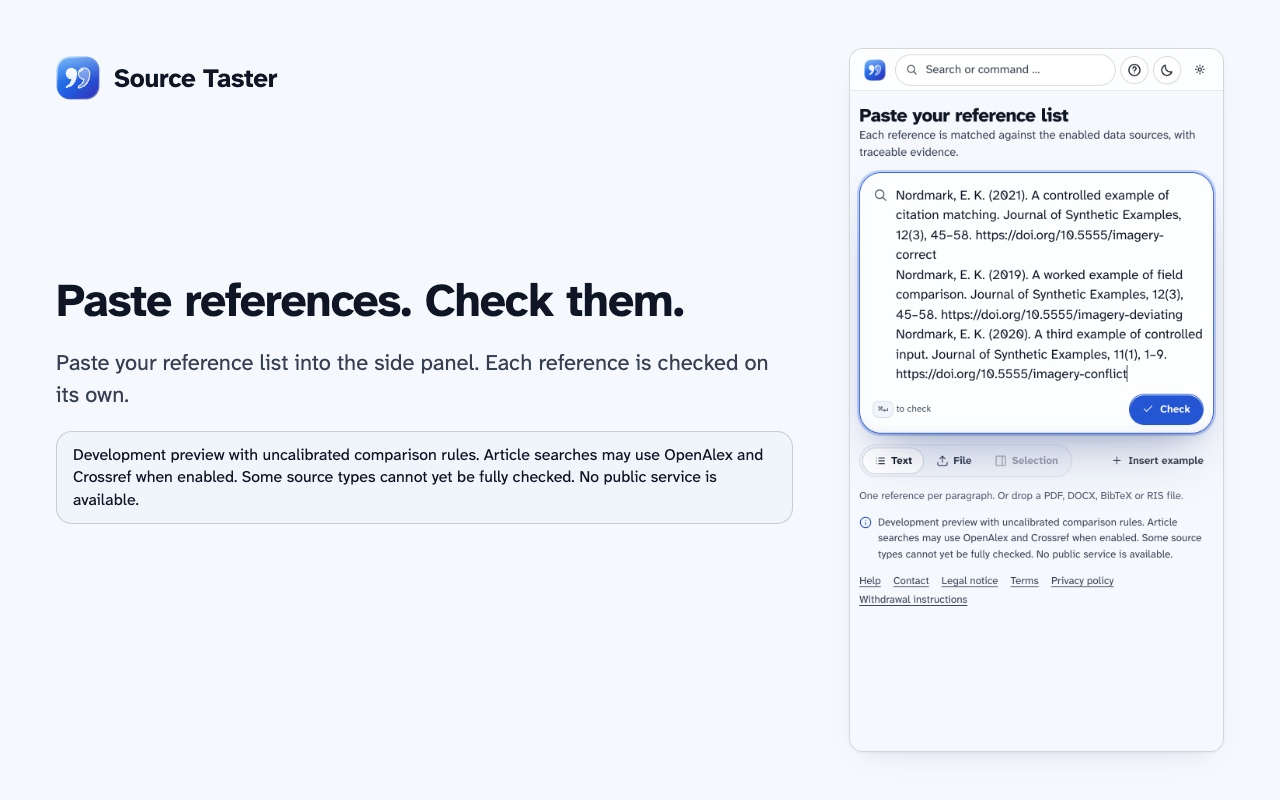 Source Taster
Paste references. Check them.
Paste your reference list into the side panel. Each reference is checked on
its own.
Development preview with uncalibrated comparison rules. Article searches may use OpenAlex and
Crossref when enabled. Some source types cannot yet be fully checked. No public service is
available.
Search or command ...
Paste your reference list
Each reference is matched against the enabled data sources, with
traceable evidence.
Nordmark, E. K. (2021). A controlled example of
citation matching. Journal of Synthetic Examples,
12(3), 45–58. https://doi.org/10.5555/imagery-
correct
Nordmark, E. K. (2019). A worked example of field
comparison. Journal of Synthetic Examples, 12(3),
45–58. https://doi.org/10.5555/imagery-deviating
Nordmark, E. K. (2020). A third example of controlled
input. Journal of Synthetic Examples, 11(1), 1–9.
https://doi.org/10.5555/imagery-conflict
⌘↵ to check
Check
Text File Selection
Insert example
One reference per paragraph. Or drop a PDF, DOCX, BibTeX or RIS file.
Development preview with uncalibrated comparison rules. Article
searches may use OpenAlex and Crossref when enabled. Some source
types cannot yet be fully checked. No public service is available.
Help Contact Legal notice Terms Privacy policy
Withdrawal instructions